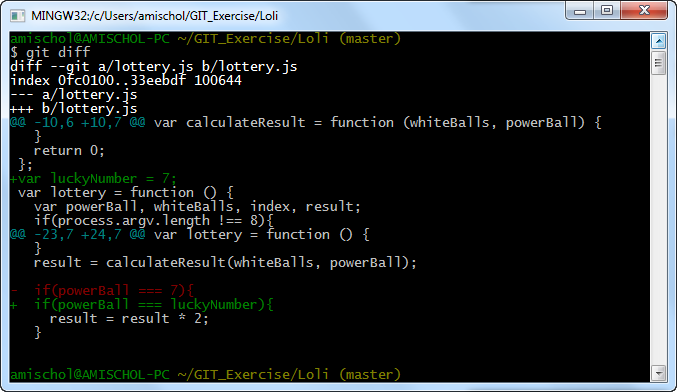 MINGW32:/c/Users/amischol/GIT_Exercise/Loli
amischol@AMISCHOL-PC ~/GIT_Exercise/Loli (master)
$ git diff
diff --git a/lottery.js b/lottery.js
index 0fc0100..33eebdf 100644
--- a/lottery.js
+++ b/lottery.js
@@ -10,6 +10,7 @@ var calculateResult = function (whiteBalls, powerBall) {
   }
   return 0;
 };
+var luckyNumber = 7;
 var lottery = function () {
   var powerBall, whiteBalls, index, result;
   if(process.argv.length !== 8){
@@ -23,7 +24,7 @@ var lottery = function () {
   }
   result = calculateResult(whiteBalls, powerBall);
-  if(powerBall === 7){
+  if(powerBall === luckyNumber){
     result = result * 2;
   }
amischol@AMISCHOL-PC ~/GIT_Exercise/Loli (master)